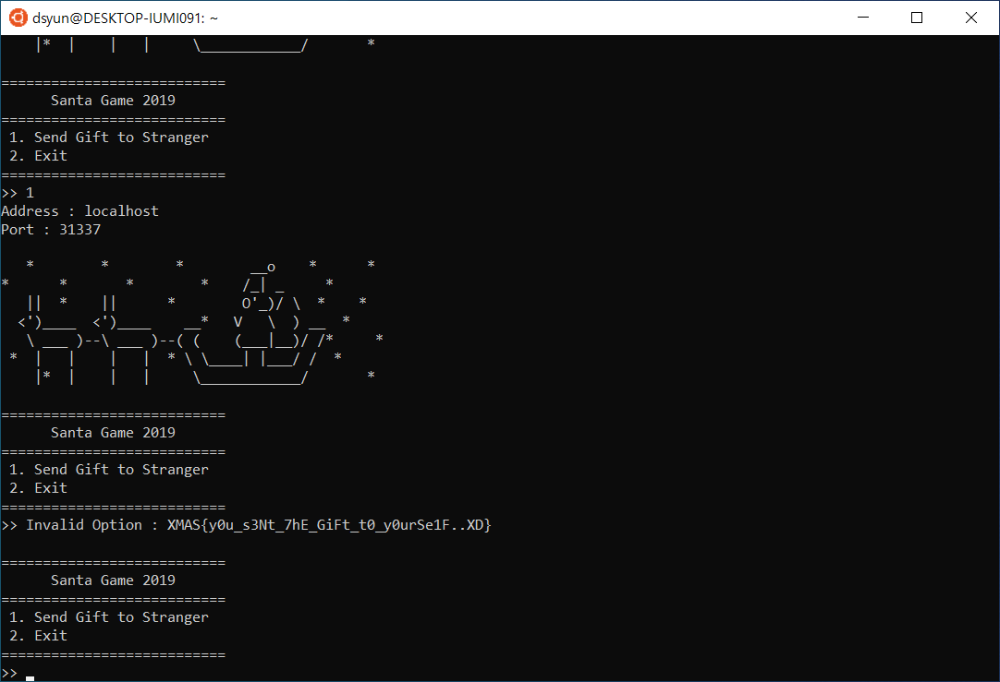 dsyun@DESKTOP-IUMI091: ~
    |*  |    |   |     \____________/       *

===========================
      Santa Game 2019
===========================
 1. Send Gift to Stranger
 2. Exit
===========================
>> 1
Address : localhost
Port : 31337

   *        *        *        __o    *       *
*      *       *        *    /_| _     *
   ||  *    ||      *        O'_)/ \  *    *
  <')____  <')____    __*   V   \  ) __  *
   \ ___ )--\ ___ )--( (    (___|__)/ /*     *
 *  |   |    |   |  * \ \____| |___/ /  *
    |*  |    |   |     \____________/       *

===========================
      Santa Game 2019
===========================
 1. Send Gift to Stranger
 2. Exit
===========================
>> Invalid Option : XMAS{y0u_s3Nt_7hE_GiFt_t0_y0urSe1F..XD}

===========================
      Santa Game 2019
===========================
 1. Send Gift to Stranger
 2. Exit
===========================
>>